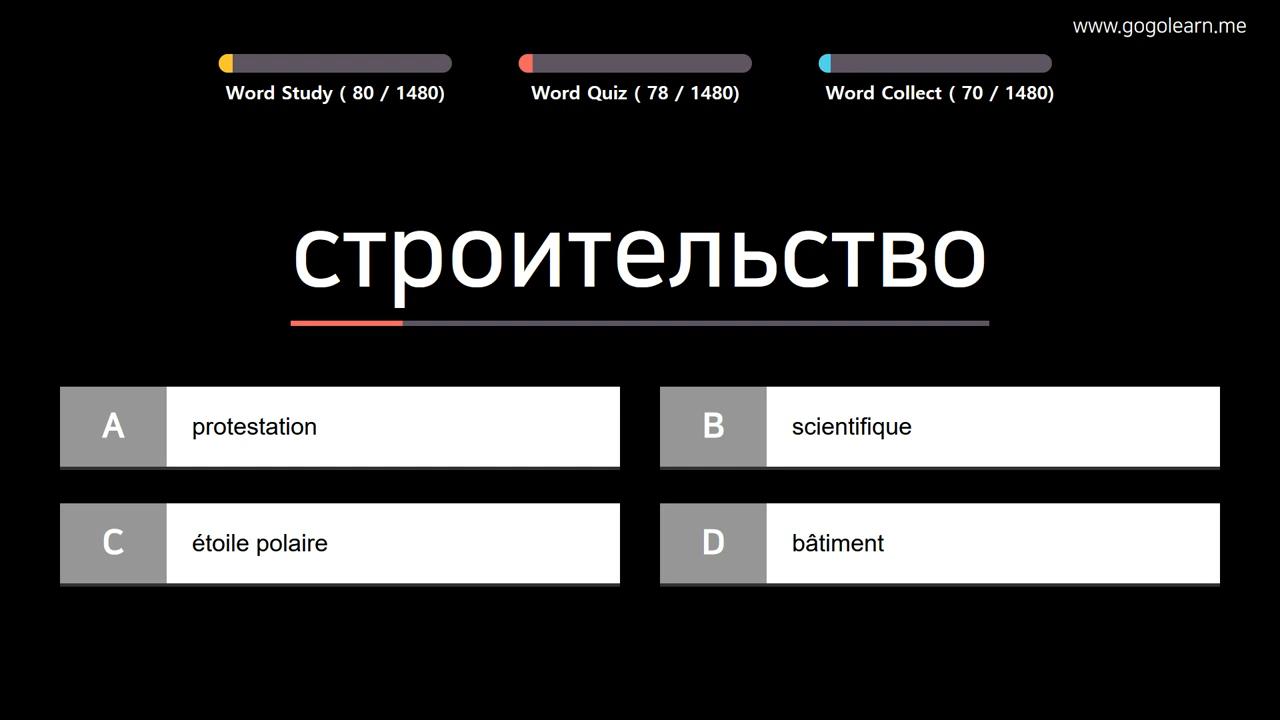 www.gogolearn.me
Word Study ( 80 / 1480)
Word Quiz ( 78 / 1480)
Word Collect ( 70 / 1480)
строительство
A protestation
B scientifique
C étoile polaire
D bâtiment